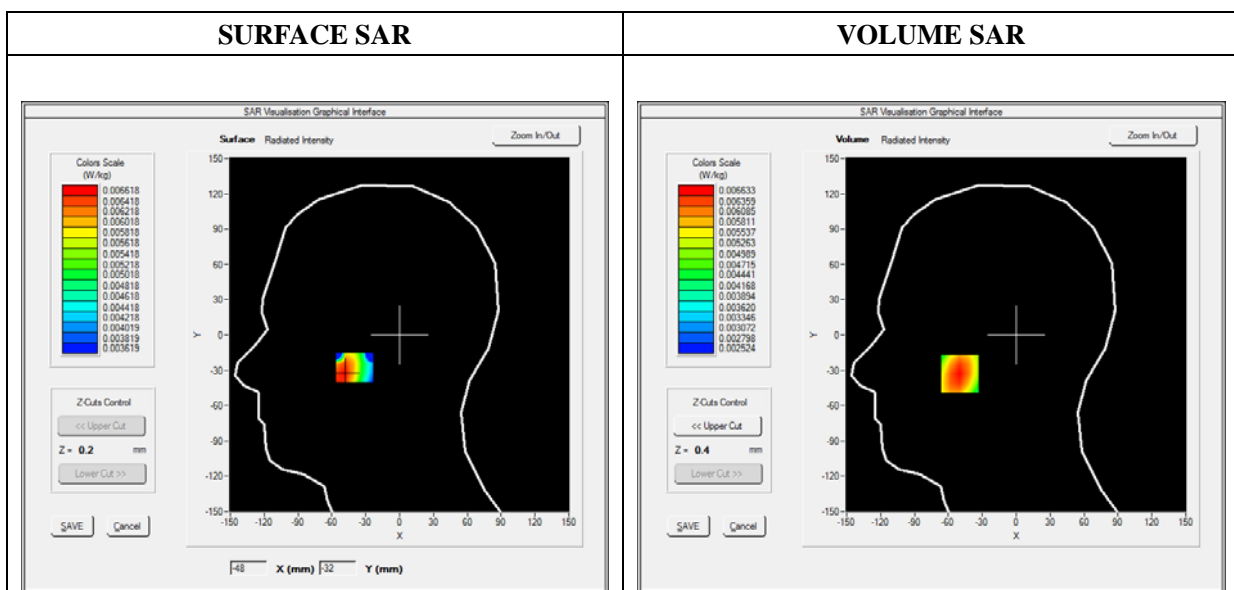 SURFACE SAR
SAR Visualisation Graphical Interface
Surface Radiated Intensity
Zoom In/Out
Colors Scale
(W/kg)
0.006618
0.006418
0.006218
0.006018
0.005818
0.005618
0.005418
0.005218
0.005018
0.004818
0.004618
0.004418
0.004218
0.004019
0.003819
0.003619
Z-Cuts Control
<< Upper Cut
Z = 0.2 mm
Lower Cut >>
SAVE Cancel
150
120
90
60
30
Y 0
-30
-60
-90
-120
-150
-150 -120 -90 -60 -30 0 30 60 90 120 150
X
-48 X (mm) -32 Y (mm)
VOLUME SAR
SAR Visualisation Graphical Interface
Volume Radiated Intensity
Zoom In/Out
Colors Scale
(W/kg)
0.006633
0.006359
0.006085
0.005811
0.005537
0.005263
0.004989
0.004715
0.004441
0.004168
0.003894
0.003620
0.003346
0.003072
0.002798
0.002524
Z-Cuts Control
<< Upper Cut
Z = 0.4 mm
Lower Cut >>
SAVE Cancel
150
120
90
60
30
Y 0
-30
-60
-90
-120
-150
-150 -120 -90 -60 -30 0 30 60 90 120 150
X